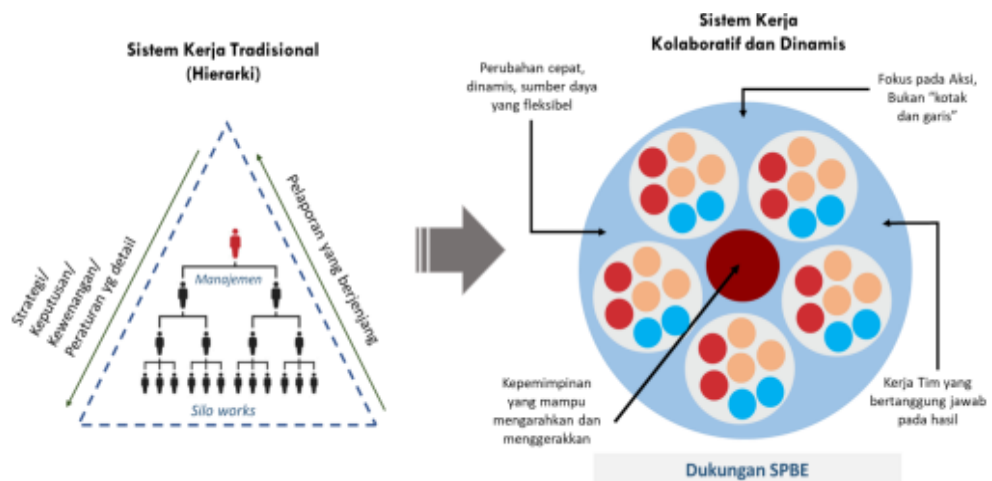 Sistem Kerja Tradisional
(Hierarki)
Strategi/
Keputusan/
Kewenangan/
Peraturan yg detail
Pelaporan yang berjenjang
Manajemen
Silo works
Sistem Kerja
Kolaboratif dan Dinamis
Perubahan cepat,
dinamis, sumber daya
yang fleksibel
Fokus pada Aksi,
Bukan “kotak
dan garis”
Kepemimpinan
yang mampu
mengarahkan dan
menggerakkan
Kerja Tim yang
bertanggung jawab
pada hasil
Dukungan SPBE